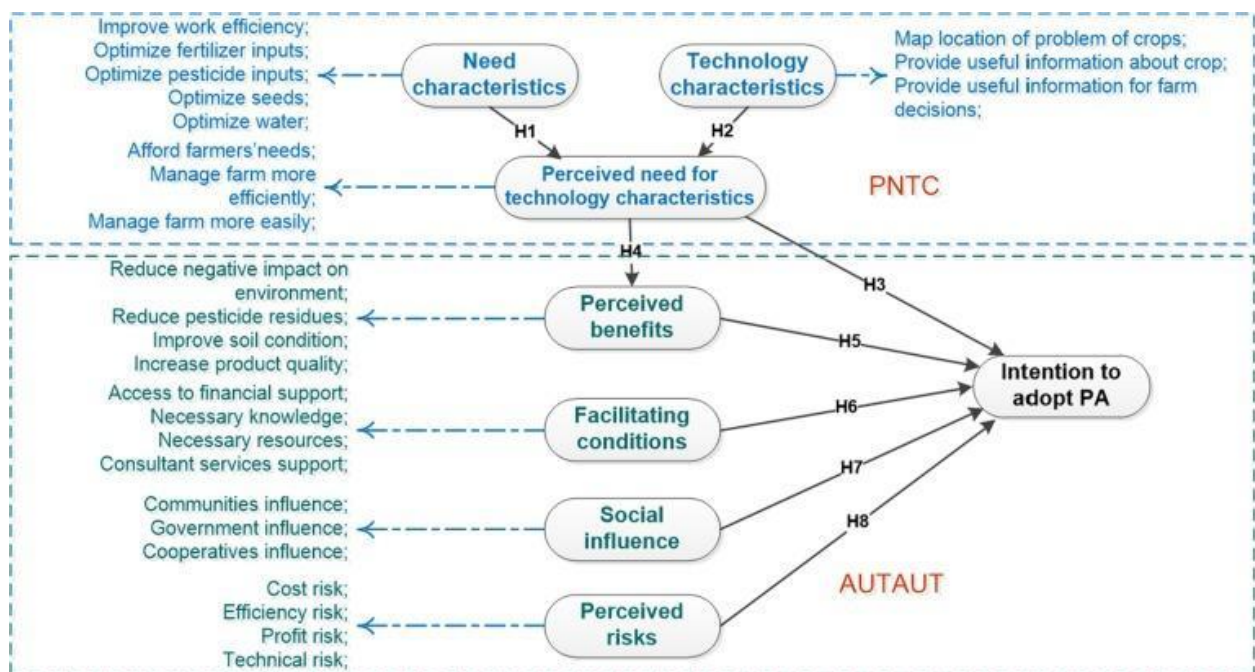 Improve work efficiency;
Optimize fertilizer inputs;
Optimize pesticide inputs;
Optimize seeds;
Optimize water;
Need
characteristics
Technology
characteristics
Map location of problem of crops;
Provide useful information about crop;
Provide useful information for farm
decisions;
H1
H2
Afford farmers'needs;
Manage farm more
efficiently;
Manage farm more easily;
Perceived need for
technology characteristics
PNTC
H4
H3
Reduce negative impact on
environment;
Reduce pesticide residues;
Improve soil condition;
Increase product quality;
Perceived
benefits
H5
Intention to
adopt PA
Access to financial support;
Necessary knowledge;
Necessary resources;
Consultant services support;
Facilitating
conditions
H6
Communities influence;
Government influence;
Cooperatives influence;
Social
influence
H7
H8
Cost risk;
Efficiency risk;
Profit risk;
Technical risk;
Perceived
risks
AUTAUT